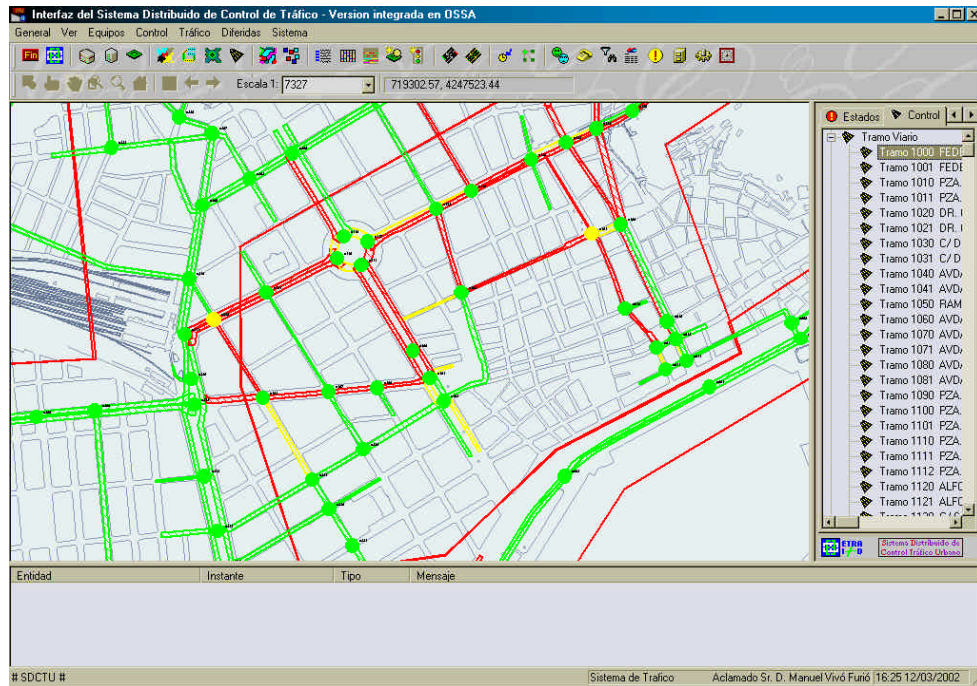 Interfaz del Sistema Distribuido de Control de Tráfico - Version integrada en OSSA
General Ver Equipos Control Tráfico Diferidas Sistema
Fin
Escala 1: 7327 719302.57, 4247523.44
Estados Control
Tramo Viario
Tramo 1000 FEDE
Tramo 1001 FEDE
Tramo 1010 PZA.
Tramo 1011 PZA.
Tramo 1020 DR.
Tramo 1021 DR.
Tramo 1030 C/ D
Tramo 1031 C/ D
Tramo 1040 AVD
Tramo 1041 AVD
Tramo 1050 RAM
Tramo 1060 AVD
Tramo 1070 AVD
Tramo 1071 AVD
Tramo 1080 AVD
Tramo 1081 AVD
Tramo 1090 PZA.
Tramo 1100 PZA.
Tramo 1101 PZA.
Tramo 1110 PZA.
Tramo 1111 PZA.
Tramo 1112 PZA.
Tramo 1120 ALFO
Tramo 1121 ALFO
ETRA I+D
Sistema Distribuido de
Control Tráfico Urbano
Entidad Instante Tipo Mensaje
# SDCTU # Sistema de Trafico Aclamado Sr. D. Manuel Vivó Furió 16:25 12/03/2002